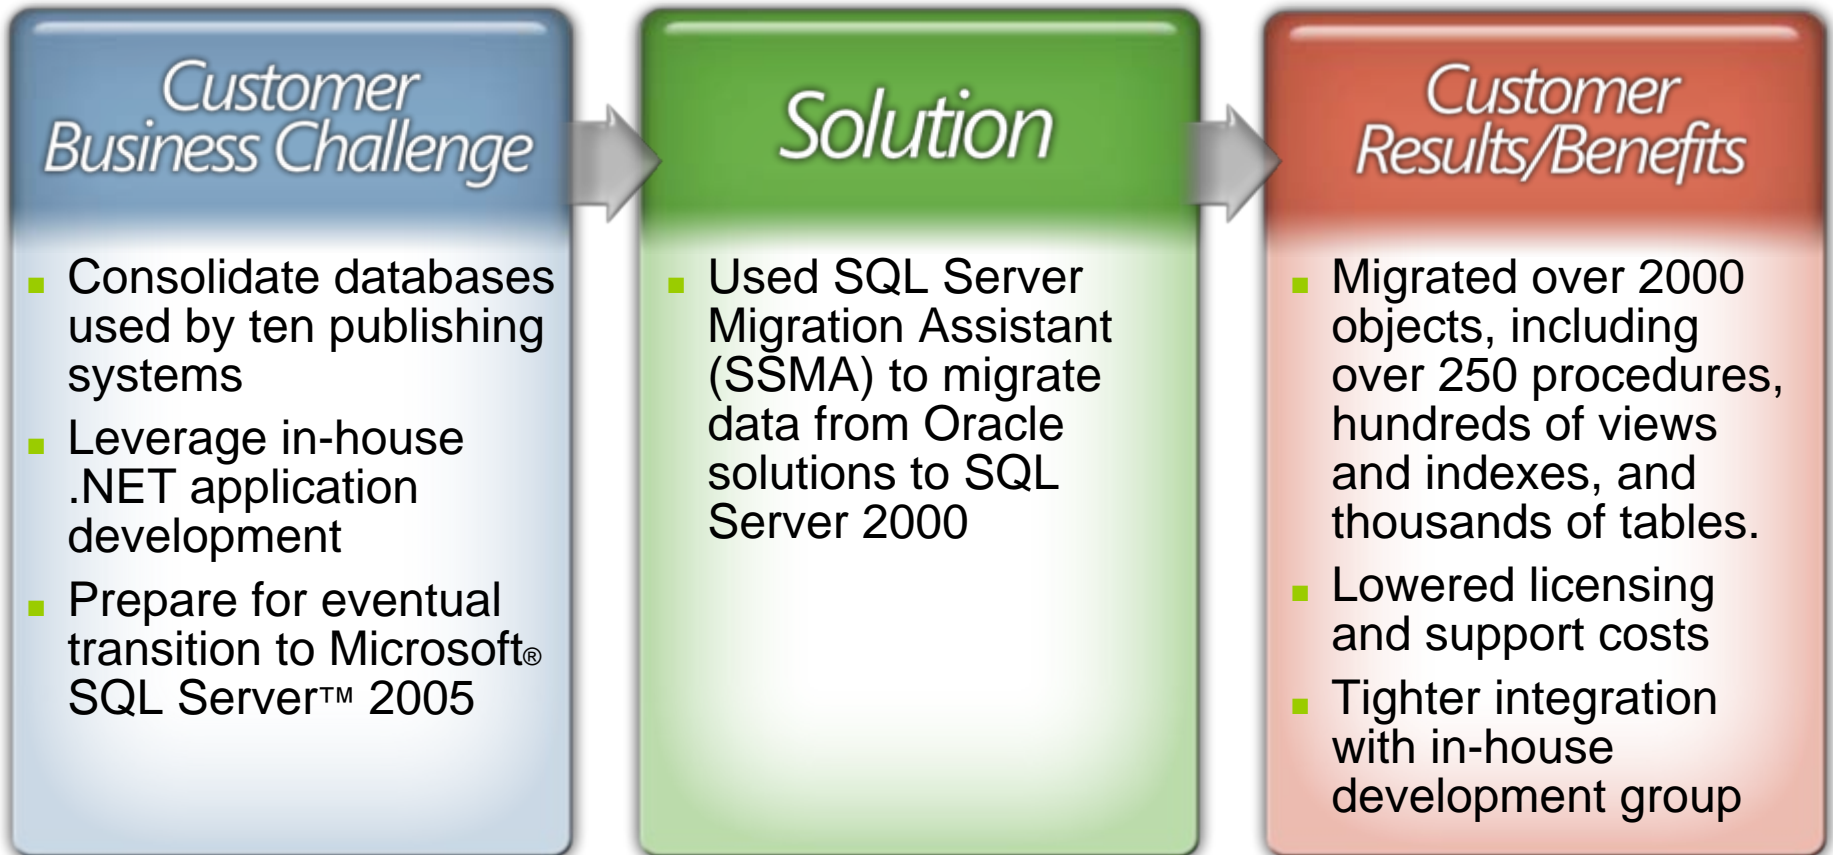 Customer
Business Challenge
■ Consolidate databases
used by ten publishing
systems
■ Leverage in-house
.NET application
development
■ Prepare for eventual
transition to Microsoft®
SQL Server™ 2005
Solution
■ Used SQL Server
Migration Assistant
(SSMA) to migrate
data from Oracle
solutions to SQL
Server 2000
Customer
Results/Benefits
■ Migrated over 2000
objects, including
over 250 procedures,
hundreds of views
and indexes, and
thousands of tables.
■ Lowered licensing
and support costs
■ Tighter integration
with in-house
development group